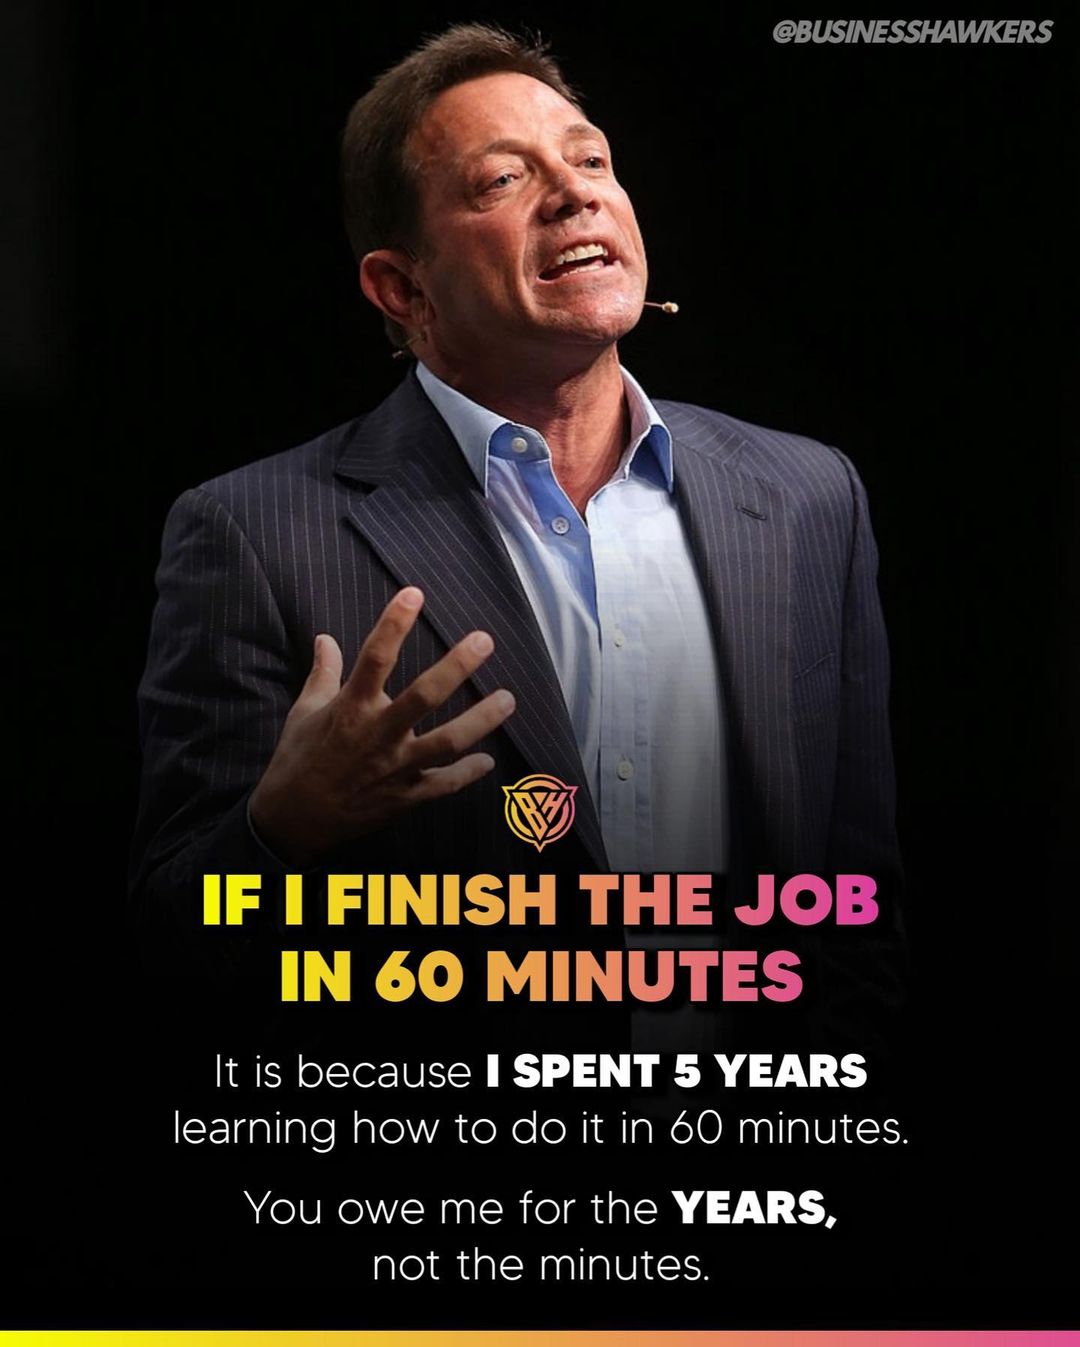 @BUSINESSHAWKERS
BH
IF I FINISH THE JOB
IN 60 MINUTES
It is because I SPENT 5 YEARS
learning how to do it in 60 minutes.
You owe me for the YEARS,
not the minutes.